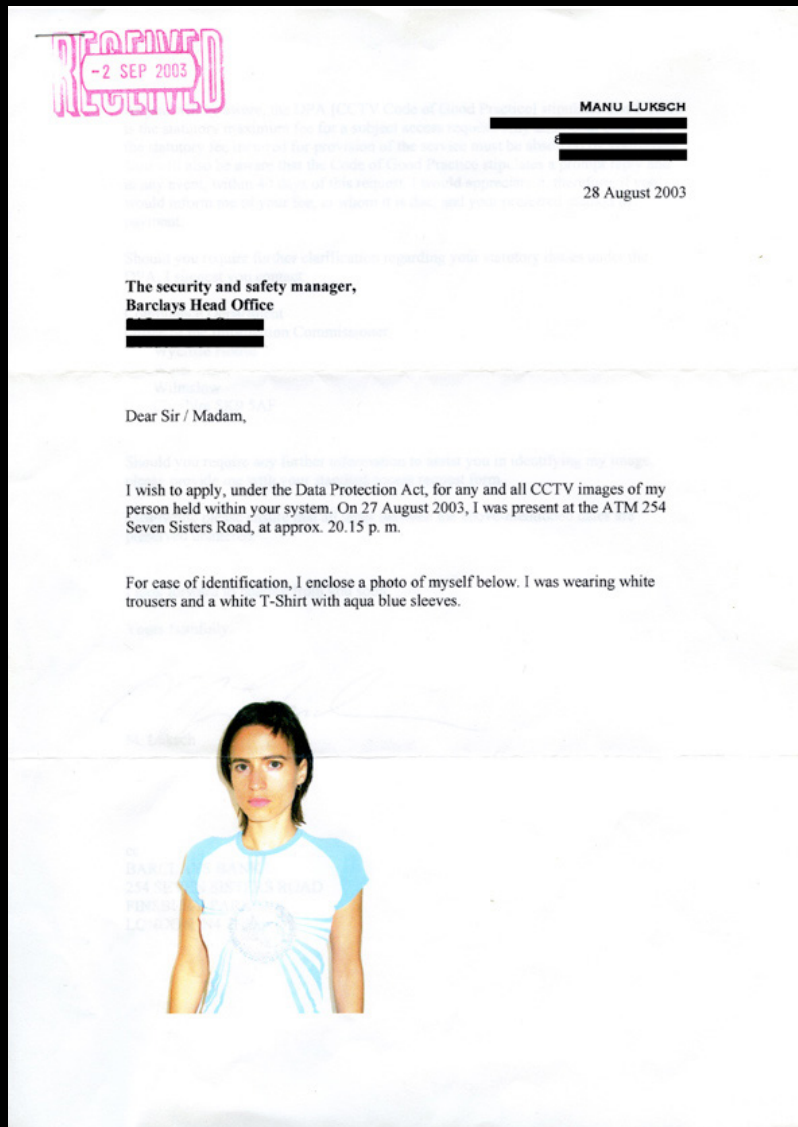 RECEIVED
-2 SEP 2003
MANU LUKSCH
28 August 2003
The security and safety manager,
Barclays Head Office
Dear Sir / Madam,
I wish to apply, under the Data Protection Act, for any and all CCTV images of my
person held within your system. On 27 August 2003, I was present at the ATM 254
Seven Sisters Road, at approx. 20.15 p. m.
For ease of identification, I enclose a photo of myself below. I was wearing white
trousers and a white T-Shirt with aqua blue sleeves.